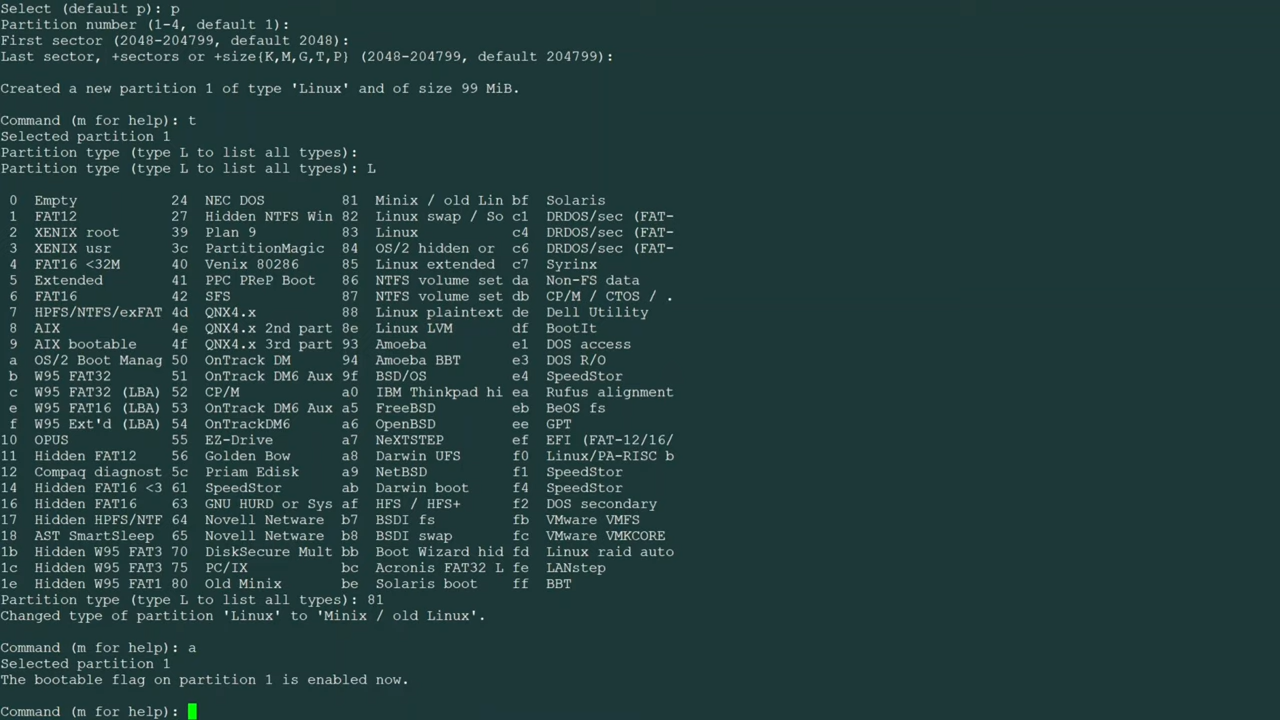 Select (default p): p
Partition number (1-4, default 1):
First sector (2048-204799, default 2048):
Last sector, +sectors or +size{K,M,G,T,P} (2048-204799, default 204799):
Created a new partition 1 of type 'Linux' and of size 99 MiB.
Command (m for help): t
Selected partition 1
Partition type (type L to list all types):
Partition type (type L to list all types): L
0 Empty 24 NEC DOS 81 Minix / old Lin bf Solaris
1 FAT12 27 Hidden NTFS Win 82 Linux swap / So c1 DRDOS/sec (FAT-
2 XENIX root 39 Plan 9 83 Linux c4 DRDOS/sec (FAT-
3 XENIX usr 3c PartitionMagic 84 OS/2 hidden or c6 DRDOS/sec (FAT-
4 FAT16 <32M 40 Venix 80286 85 Linux extended c7 Syrinx
5 Extended 41 PPC PReP Boot 86 NTFS volume set da Non-FS data
6 FAT16 42 SFS 87 NTFS volume set db CP/M / CTOS / .
7 HPFS/NTFS/exFAT 4d QNX4.x 88 Linux plaintext de Dell Utility
8 AIX 4e QNX4.x 2nd part 8e Linux LVM df BootIt
9 AIX bootable 4f QNX4.x 3rd part 93 Amoeba e1 DOS access
a OS/2 Boot Manag 50 OnTrack DM 94 Amoeba BBT e3 DOS R/O
b W95 FAT32 51 OnTrack DM6 Aux 9f BSD/OS e4 SpeedStor
c W95 FAT32 (LBA) 52 CP/M a0 IBM Thinkpad hi ea Rufus alignment
e W95 FAT16 (LBA) 53 OnTrack DM6 Aux a5 FreeBSD eb BeOS fs
f W95 Ext'd (LBA) 54 OnTrackDM6 a6 OpenBSD ee GPT
10 OPUS 55 EZ-Drive a7 NeXTSTEP ef EFI (FAT-12/16/
11 Hidden FAT12 56 Golden Bow a8 Darwin UFS f0 Linux/PA-RISC b
12 Compaq diagnost 5c Priam Edisk a9 NetBSD f1 SpeedStor
14 Hidden FAT16 <3 61 SpeedStor ab Darwin boot f4 SpeedStor
16 Hidden FAT16 63 GNU HURD or Sys af HFS / HFS+ f2 DOS secondary
17 Hidden HPFS/NTF 64 Novell Netware b7 BSDI fs fb VMware VMFS
18 AST SmartSleep 65 Novell Netware b8 BSDI swap fc VMware VMKCORE
1b Hidden W95 FAT3 70 DiskSecure Mult bb Boot Wizard hid fd Linux raid auto
1c Hidden W95 FAT3 75 PC/IX bc Acronis FAT32 L fe LANstep
1e Hidden W95 FAT1 80 Old Minix be Solaris boot ff BBT
Partition type (type L to list all types): 81
Changed type of partition 'Linux' to 'Minix / old Linux'.
Command (m for help): a
Selected partition 1
The bootable flag on partition 1 is enabled now.
Command (m for help):